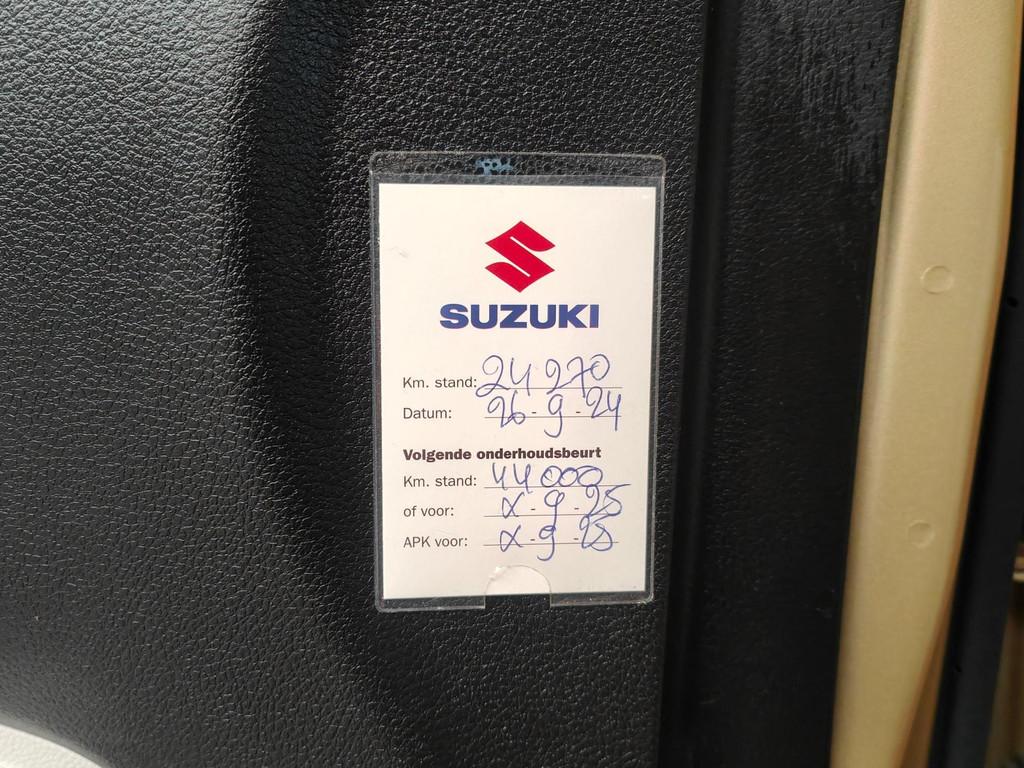 SUZUKI
Km. stand: 24 270
Datum: 26-9-24
Volgende onderhoudsbeurt
Km. stand: 44 000
of voor: x-9-25
APK voor: x-9-25